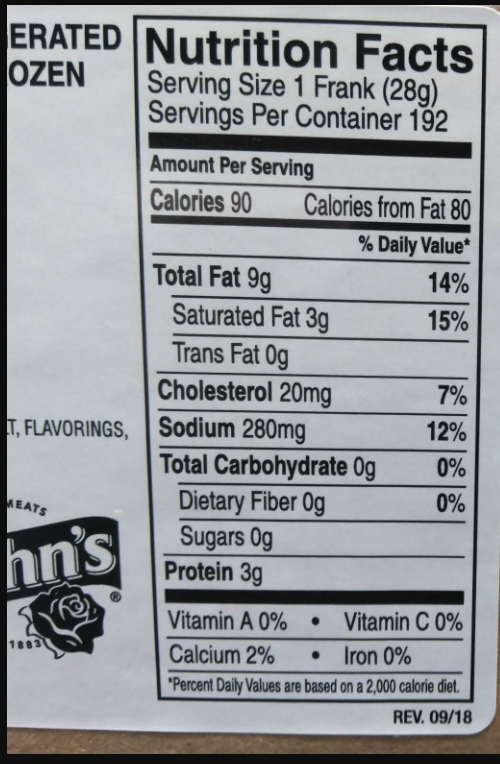 ERATED
OZEN
Nutrition Facts
Serving Size 1 Frank (28g)
Servings Per Container 192
Amount Per Serving
Calories 90 Calories from Fat 80
% Daily Value*
Total Fat 9g 14%
Saturated Fat 3g 15%
Trans Fat 0g
Cholesterol 20mg 7%
Sodium 280mg 12%
Total Carbohydrate 0g 0%
Dietary Fiber 0g 0%
Sugars 0g
Protein 3g
Vitamin A 0% • Vitamin C 0%
Calcium 2% • Iron 0%
*Percent Daily Values are based on a 2,000 calorie diet.
REV. 09/18
T, FLAVORINGS,
MEATS
hn's
®
1883